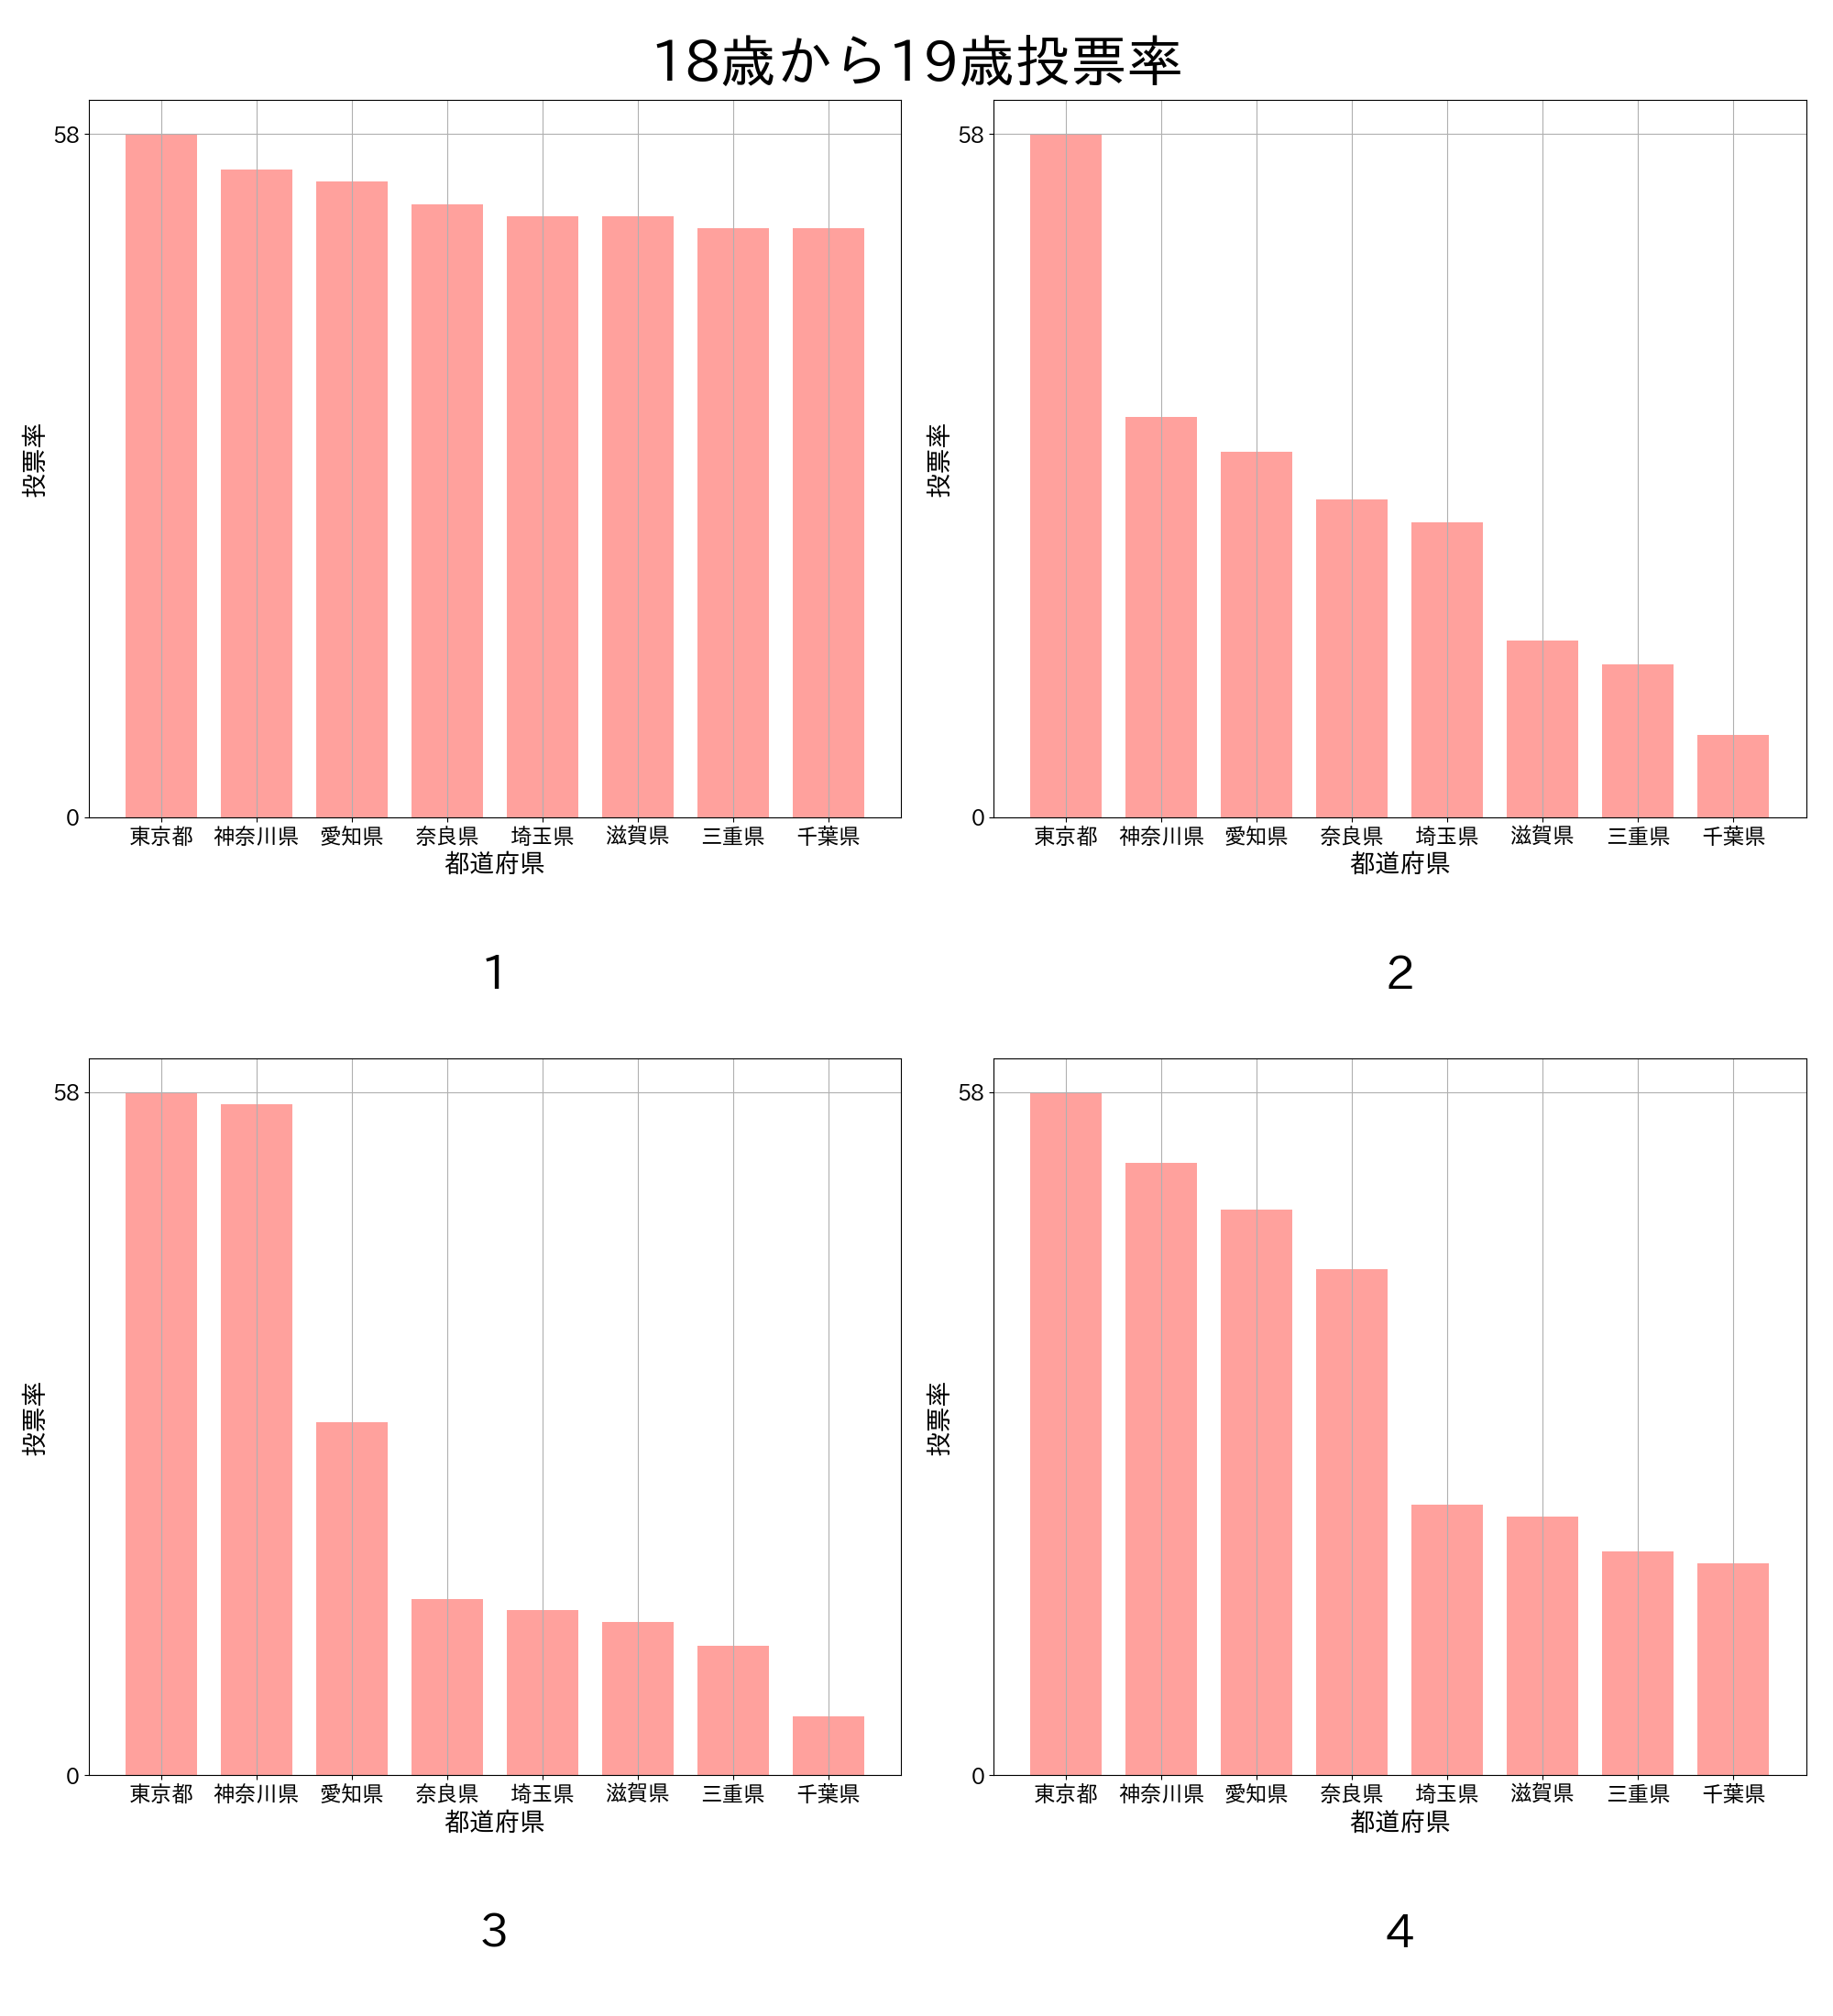 18歳から19歳投票率
58
0
投票率
東京都 神奈川県 愛知県 奈良県 埼玉県 滋賀県 三重県 千葉県
都道府県
1
58
0
投票率
東京都 神奈川県 愛知県 奈良県 埼玉県 滋賀県 三重県 千葉県
都道府県
2
58
0
投票率
東京都 神奈川県 愛知県 奈良県 埼玉県 滋賀県 三重県 千葉県
都道府県
3
58
0
投票率
東京都 神奈川県 愛知県 奈良県 埼玉県 滋賀県 三重県 千葉県
都道府県
4